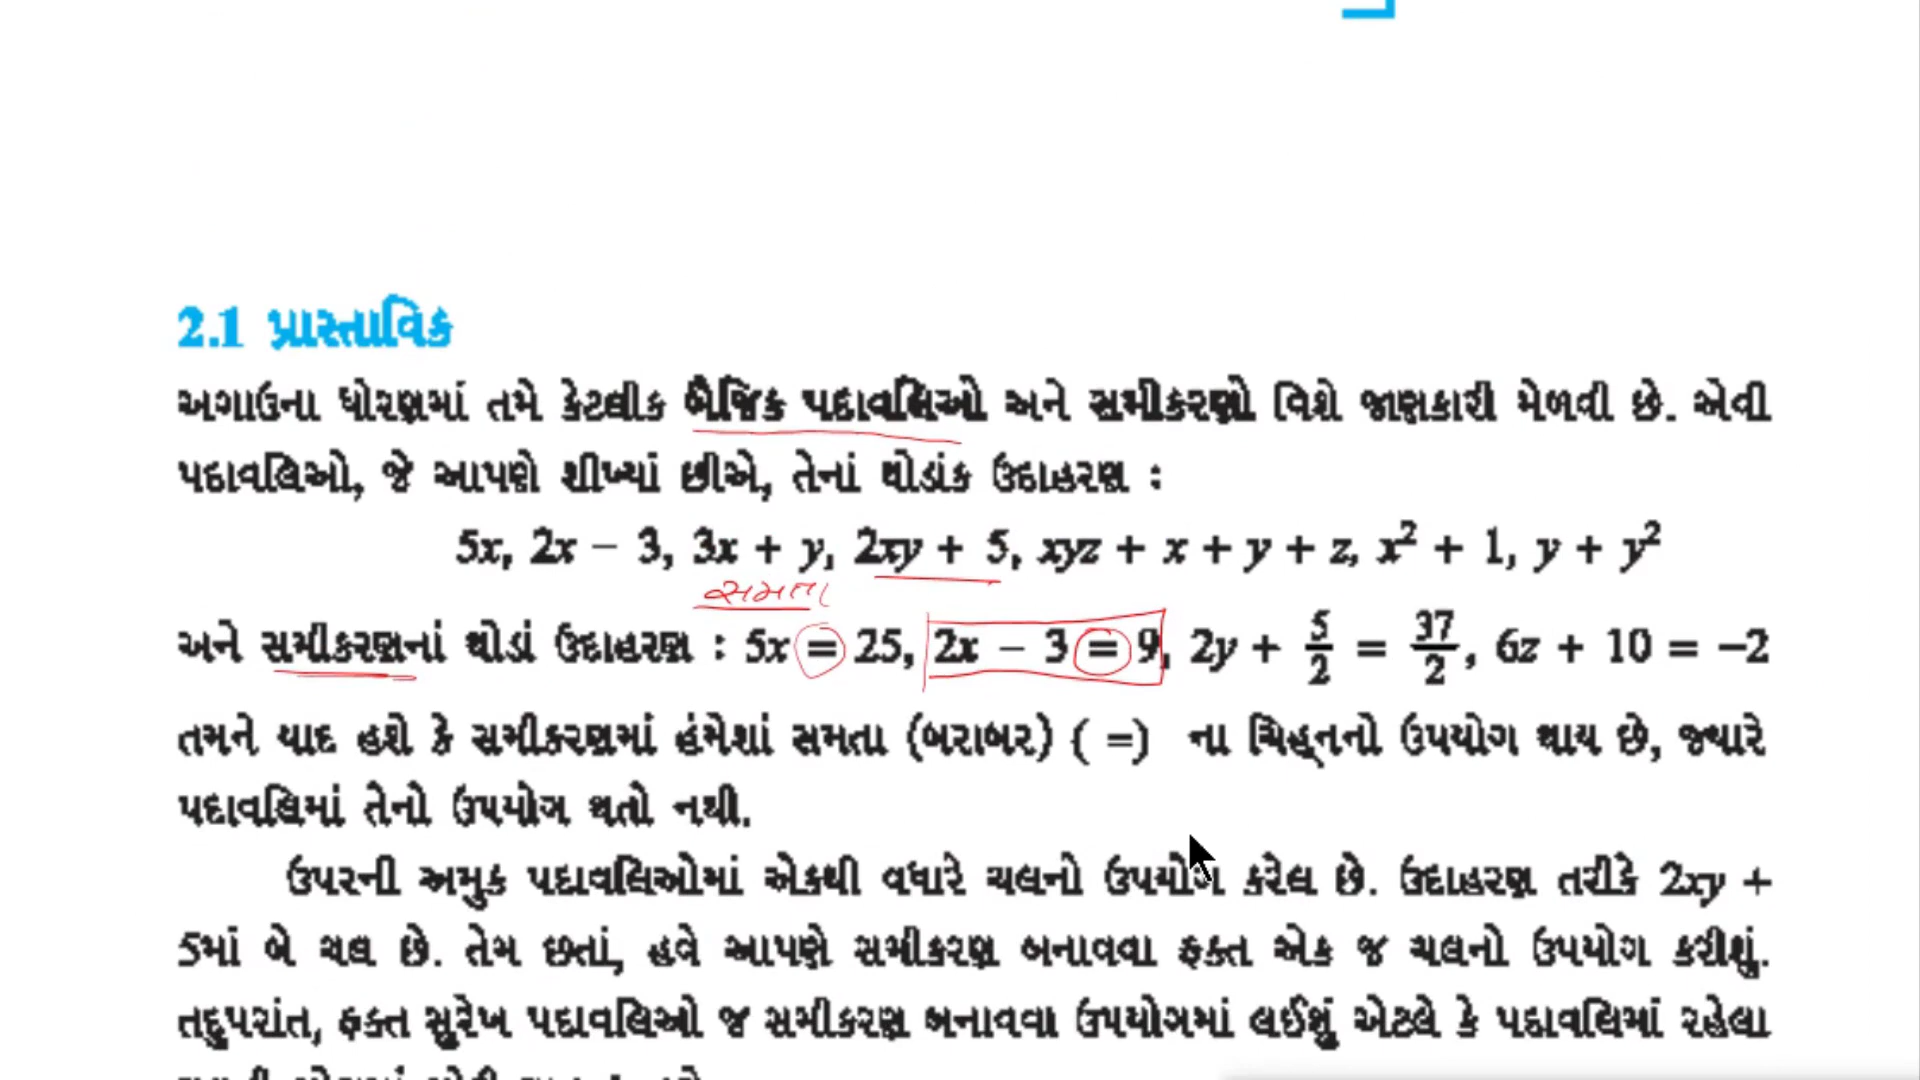 2.1 પ્રાસ્તાવિક
અગાઉના ધોરણમાં તમે કેટલીક બૈજિક પદાવલિઓ અને સમીકરણો વિશે જાણકારી મેળવી છે. એવી
પદાવલિઓ, જે આપણે શીખ્યાં છીએ, તેનાં થોડાંક ઉદાહરણ :
5x, 2x − 3, 3x + y, 2xy + 5, xyz + x + y + z, x² + 1, y + y²
સમતા
અને સમીકરણનાં થોડાં ઉદાહરણ : 5x = 25, 2x − 3 = 9, 2y + 5/2 = 37/2, 6z + 10 = −2
તમને યાદ હશે કે સમીકરણમાં હંમેશાં સમતા (બરાબર) ( =) ના ચિહ્નનો ઉપયોગ થાય છે, જ્યારે
પદાવલિમાં તેનો ઉપયોગ થતો નથી.
ઉપરની અમુક પદાવલિઓમાં એકથી વધારે ચલનો ઉપયોગ કરેલ છે. ઉદાહરણ તરીકે 2xy +
5માં બે ચલ છે. તેમ છતાં, હવે આપણે સમીકરણ બનાવવા ફક્ત એક જ ચલનો ઉપયોગ કરીશું.
તદુપરાંત, ફક્ત સુરેખ પદાવલિઓ જ સમીકરણ બનાવવા ઉપયોગમાં લઈશું એટલે કે પદાવલિમાં રહેલા